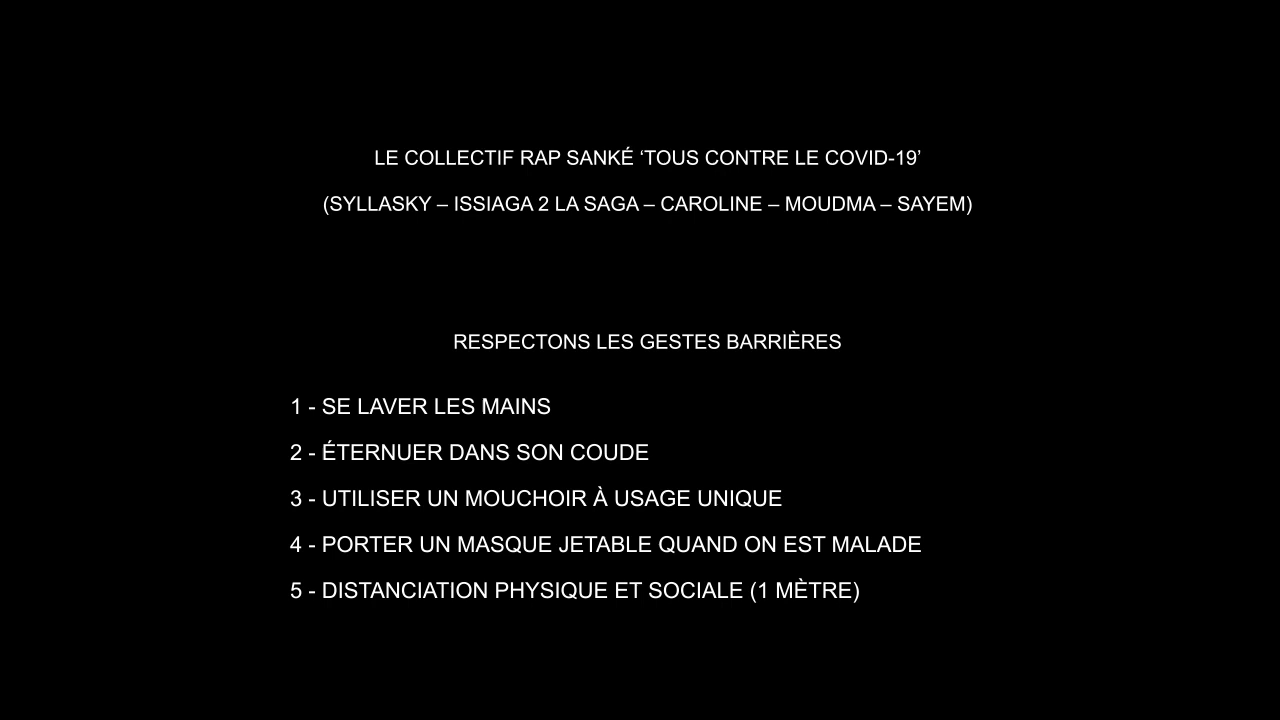 LE COLLECTIF RAP SANKÉ ‘TOUS CONTRE LE COVID-19’
(SYLLASKY – ISSIAGA 2 LA SAGA – CAROLINE – MOUDMA – SAYEM)
RESPECTONS LES GESTES BARRIÈRES
1 - SE LAVER LES MAINS
2 - ÉTERNUER DANS SON COUDE
3 - UTILISER UN MOUCHOIR À USAGE UNIQUE
4 - PORTER UN MASQUE JETABLE QUAND ON EST MALADE
5 - DISTANCIATION PHYSIQUE ET SOCIALE (1 MÈTRE)